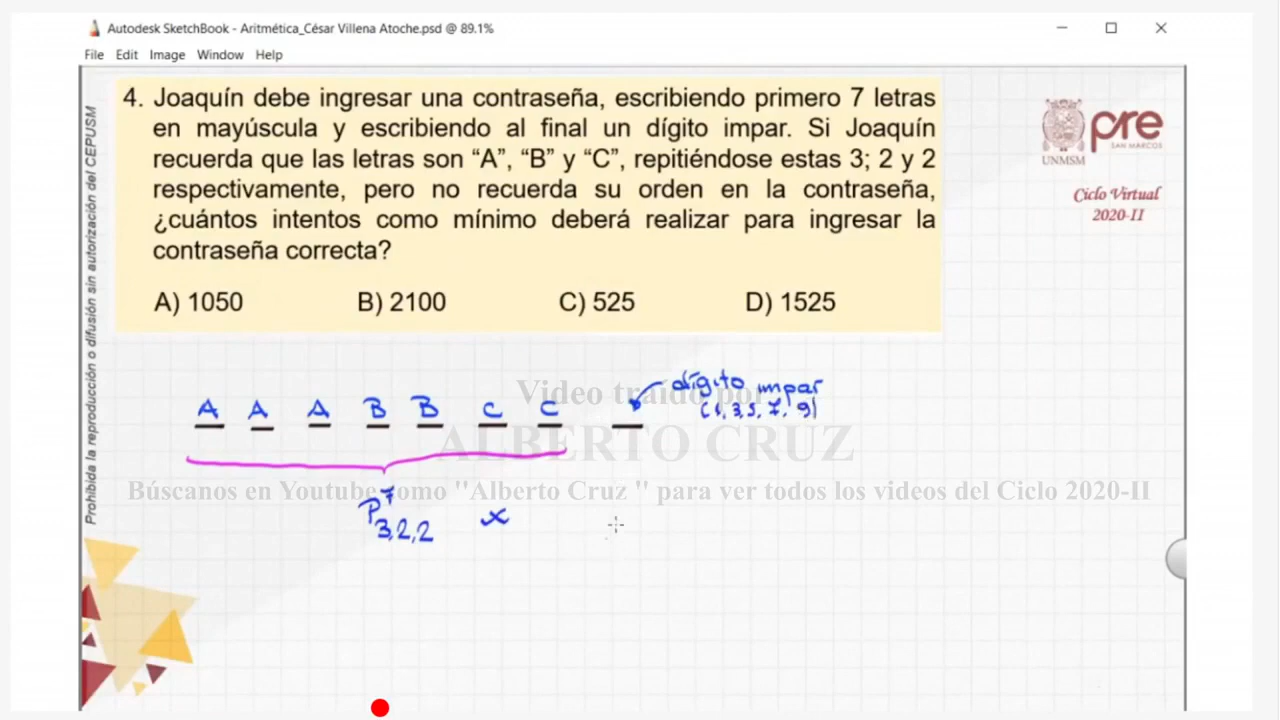 Autodesk SketchBook - Aritmética_César Villena Atoche.psd @ 89.1%
File Edit Image Window Help
Prohibida la reproducción o difusión sin autorización del CEPUSM
4. Joaquín debe ingresar una contraseña, escribiendo primero 7 letras
en mayúscula y escribiendo al final un dígito impar. Si Joaquín
recuerda que las letras son “A”, “B” y “C”, repitiéndose estas 3; 2 y 2
respectivamente, pero no recuerda su orden en la contraseña,
¿cuántos intentos como mínimo deberá realizar para ingresar la
contraseña correcta?
A) 1050 B) 2100 C) 525 D) 1525
UNMSM
pre
SAN MARCOS
Ciclo Virtual
2020-II
Video traído por
dígito impar
(1, 3, 5, 7, 9)
A A A B B C C
ALBERTO CRUZ
Búscanos en Youtube como "Alberto Cruz " para ver todos los videos del Ciclo 2020-II
P 7 3,2,2 x